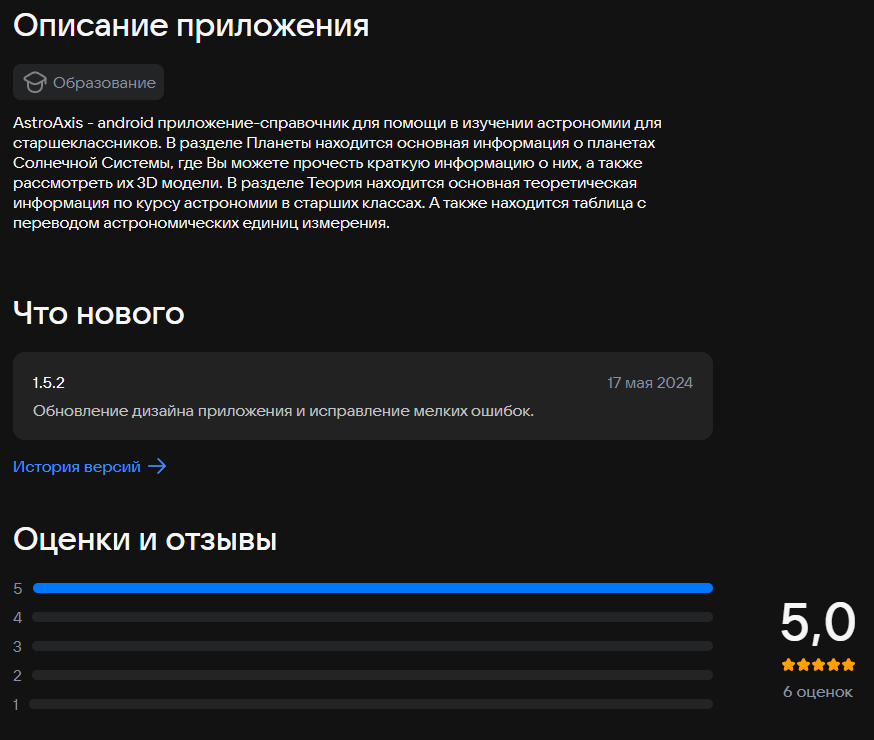 Описание приложения
Образование
AstroAxis - android приложение-справочник для помощи в изучении астрономии для
старшеклассников. В разделе Планеты находится основная информация о планетах
Солнечной Системы, где Вы можете прочесть краткую информацию о них, а также
рассмотреть их 3D модели. В разделе Теория находится основная теоретическая
информация по курсу астрономии в старших классах. А также находится таблица с
переводом астрономических единиц измерения.
Что нового
1.5.2 17 мая 2024
Обновление дизайна приложения и исправление мелких ошибок.
История версий
Оценки и отзывы
5
4
3
2
1
5,0
6 оценок